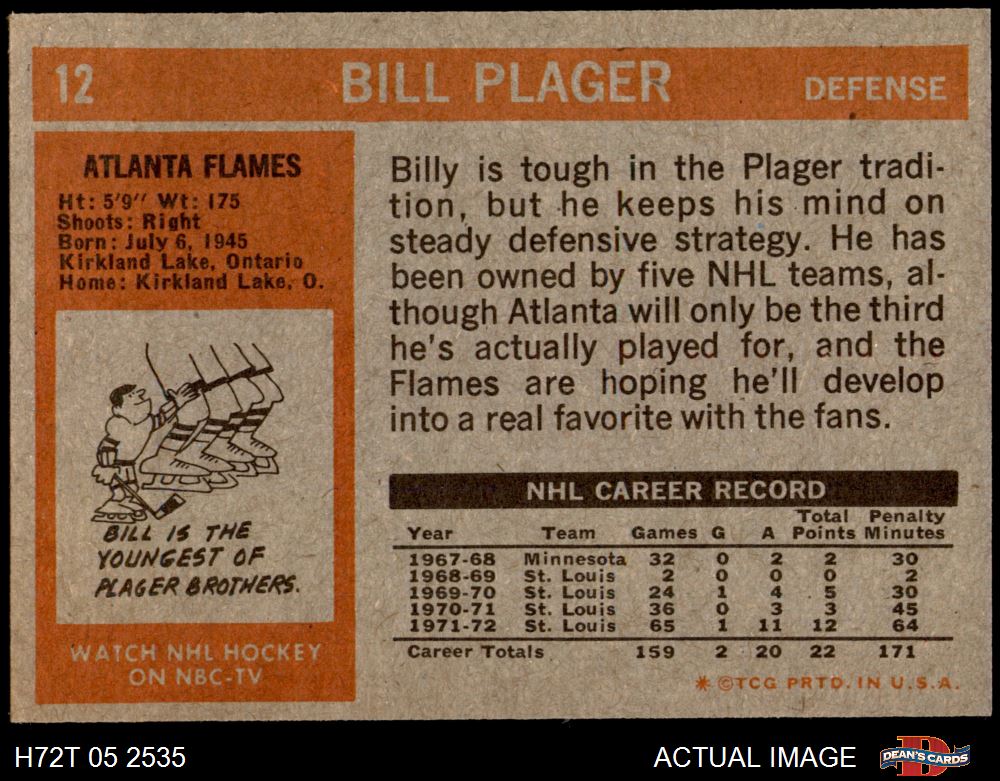 12 BILL PLAGER DEFENSE
ATLANTA FLAMES
Ht: 5'9" Wt: 175
Shoots: Right
Born: July 6, 1945
Kirkland Lake, Ontario
Home: Kirkland Lake, O.
BILL IS THE
YOUNGEST OF
PLAGER BROTHERS.
WATCH NHL HOCKEY
ON NBC-TV
Billy is tough in the Plager tradi-
tion, but he keeps his mind on
steady defensive strategy. He has
been owned by five NHL teams, al-
though Atlanta will only be the third
he's actually played for, and the
Flames are hoping he'll develop
into a real favorite with the fans.
NHL CAREER RECORD
Year Team Games G A Total Points Penalty Minutes
1967-68 Minnesota 32 0 2 2 30
1968-69 St. Louis 2 0 0 0 2
1969-70 St. Louis 24 1 4 5 30
1970-71 St. Louis 36 0 3 3 45
1971-72 St. Louis 65 1 11 12 64
Career Totals 159 2 20 22 171
* ©TCG PRTD. IN U.S.A.
H72T 05 2535 ACTUAL IMAGE DEAN'S CARDS